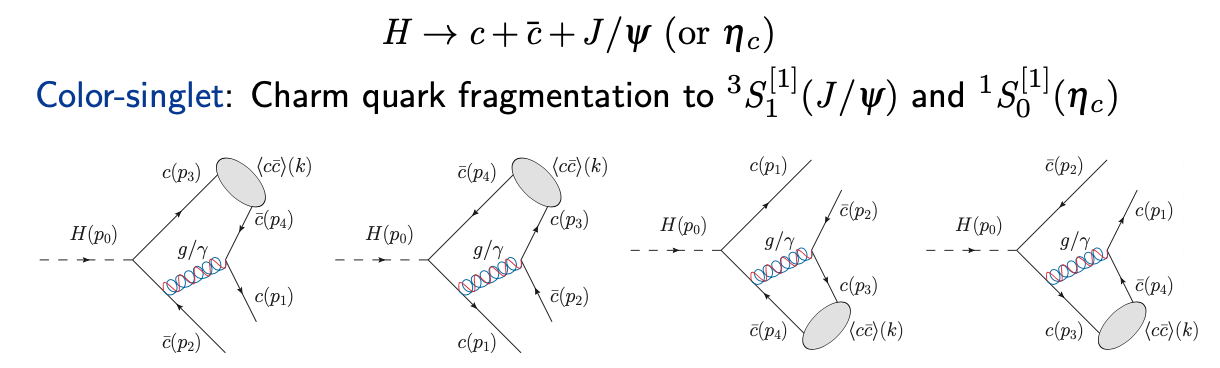 H → c + c̄ + J/ψ (or η_c)
Color-singlet: Charm quark fragmentation to ³S₁^[1](J/ψ) and ¹S₀^[1](η_c)
c(p₃) ⟨cc̄⟩(k) c̄(p₄) H(p₀) g/γ c(p₁) c̄(p₂)
c̄(p₄) ⟨cc̄⟩(k) c(p₃) H(p₀) g/γ c̄(p₂) c(p₁)
c(p₁) c̄(p₂) H(p₀) g/γ c(p₃) c̄(p₄) ⟨cc̄⟩(k)
c̄(p₂) c(p₁) H(p₀) g/γ c̄(p₄) c(p₃) ⟨cc̄⟩(k)